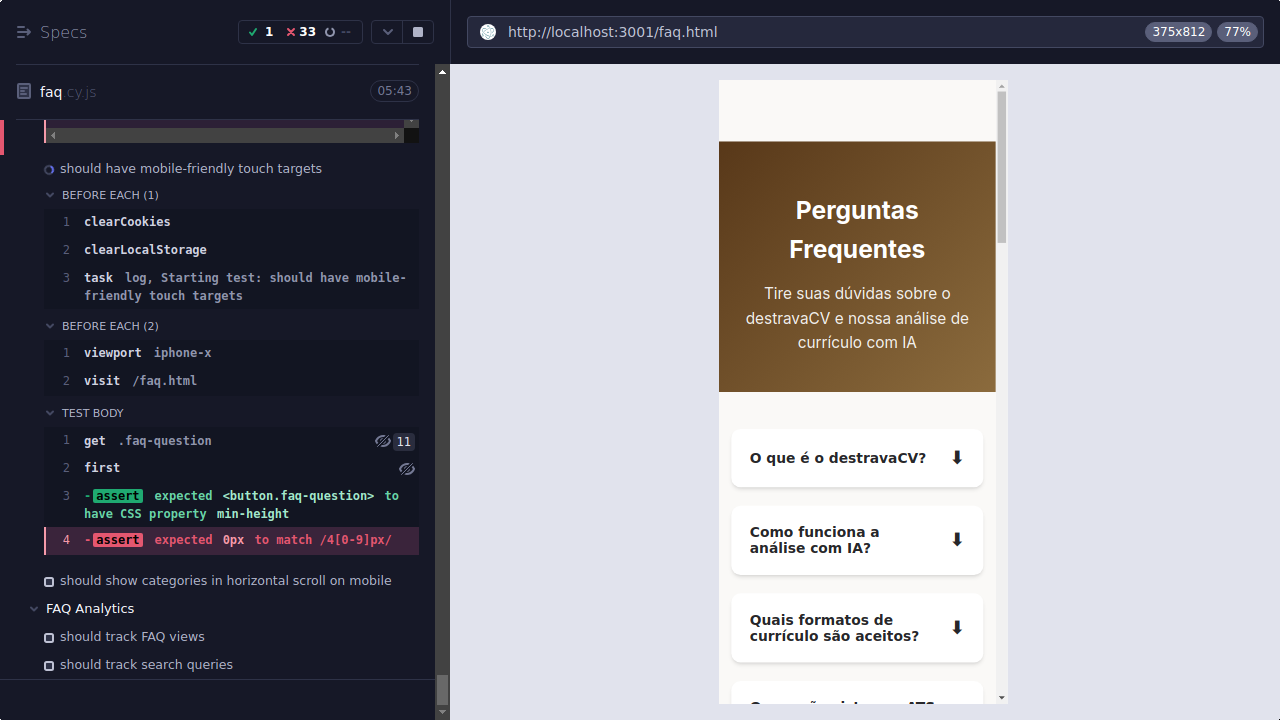 Specs
1 33 --
http://localhost:3001/faq.html
375x812 77%
faq.cy.js
05:43
should have mobile-friendly touch targets
BEFORE EACH (1)
1 clearCookies
2 clearLocalStorage
3 task log, Starting test: should have mobile-
friendly touch targets
BEFORE EACH (2)
1 viewport iphone-x
2 visit /faq.html
TEST BODY
1 get .faq-question 11
2 first
3 -assert expected <button.faq-question> to
have CSS property min-height
4 -assert expected 0px to match /4[0-9]px/
should show categories in horizontal scroll on mobile
FAQ Analytics
should track FAQ views
should track search queries
Perguntas
Frequentes
Tire suas dúvidas sobre o
destravaCV e nossa análise de
currículo com IA
O que é o destravaCV?
Como funciona a
análise com IA?
Quais formatos de
currículo são aceitos?